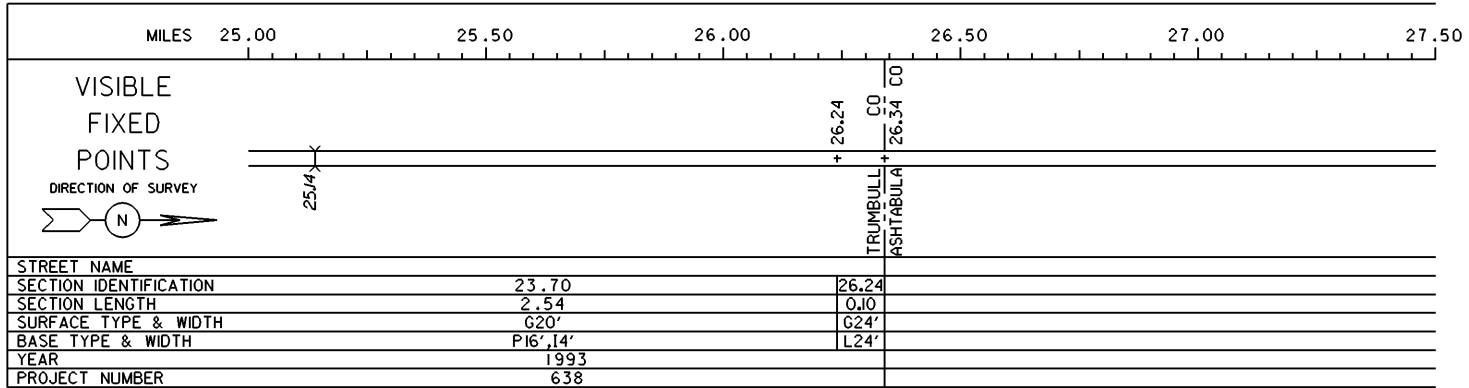 MILES 25.00 25.50 26.00 26.50 27.00 27.50
VISIBLE
FIXED
POINTS
DIRECTION OF SURVEY
N
25.14
26.24
TRUMBULL CO
ASHTABULA 26.34 CO
STREET NAME
SECTION IDENTIFICATION 23.70 26.24
SECTION LENGTH 2.54 0.10
SURFACE TYPE & WIDTH G20' G24'
BASE TYPE & WIDTH P16',I4' L24'
YEAR 1993
PROJECT NUMBER 638